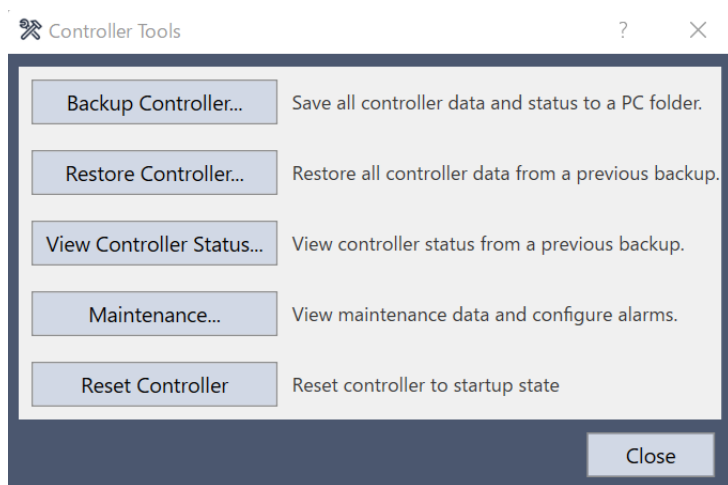 Controller Tools
?
Backup Controller... Save all controller data and status to a PC folder.
Restore Controller... Restore all controller data from a previous backup.
View Controller Status... View controller status from a previous backup.
Maintenance... View maintenance data and configure alarms.
Reset Controller Reset controller to startup state
Close